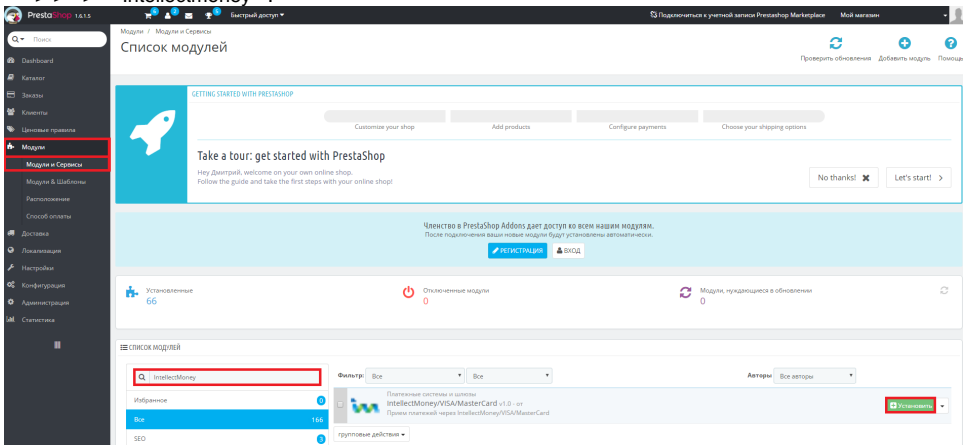 PrestaShop 1.6.1.5
Быстрый доступ
Подключиться к учетной записи Prestashop Marketplace
Мой магазин
Поиск
Dashboard
Каталог
Заказы
Клиенты
Ценовые правила
Модули
Модули и Сервисы
Модули & Шаблоны
Расположение
Способ оплаты
Доставка
Локализация
Настройки
Конфигурация
Администрация
Статистика
Модули / Модули и Сервисы
Список модулей
Проверить обновления
Добавить модуль
Помощь
GETTING STARTED WITH PRESTASHOP
Customize your shop
Add products
Configure payments
Choose your shipping options
Take a tour: get started with PrestaShop
Hey Дмитрий, welcome on your own online shop.
Follow the guide and take the first steps with your online shop!
No thanks!
Let's start!
Членство в PrestaShop Addons дает доступ ко всем нашим модулям.
После подключения ваши новые модули будут установлены автоматически.
РЕГИСТРАЦИЯ
ВХОД
Установленные
66
Отключенные модули
0
Модули, нуждающиеся в обновлении
0
СПИСОК МОДУЛЕЙ
IntellectMoney
Избранное 0
Все 166
SEO 3
Фильтр: Все Все
Авторы Все авторы
Платежные системы и шлюзы
IntellectMoney/VISA/MasterCard v1.0 - от
Прием платежей через IntellectMoney/VISA/MasterCard
Установить
групповые действия